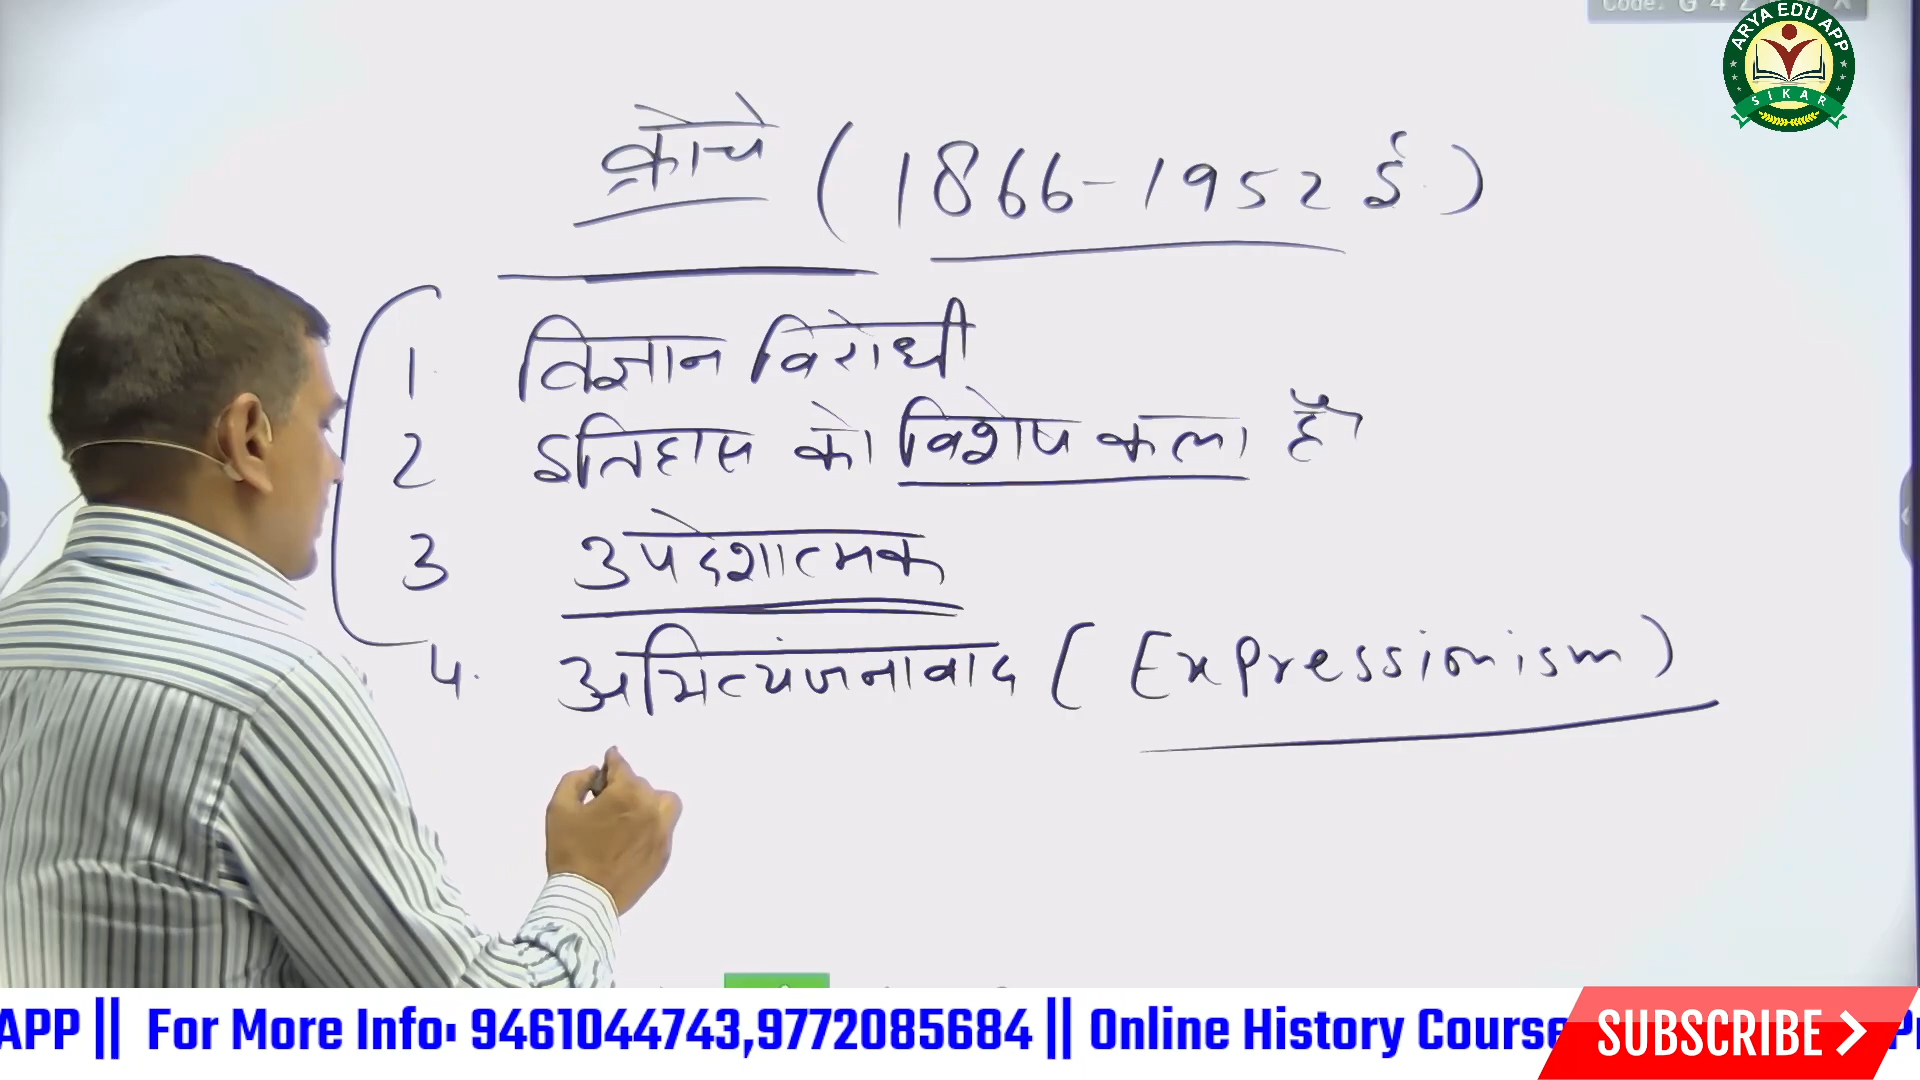 ARYA EDU APP
SIKAR
क्रोचे (1866-1952 ई.)
1. विज्ञान विरोधी
2 इतिहास को विशेष कला है
3 उपदेशात्मक
4. अभिव्यंजनावाद (Expressionism)
APP || For More Info: 9461044743,9772085684 || Online History Course
SUBSCRIBE